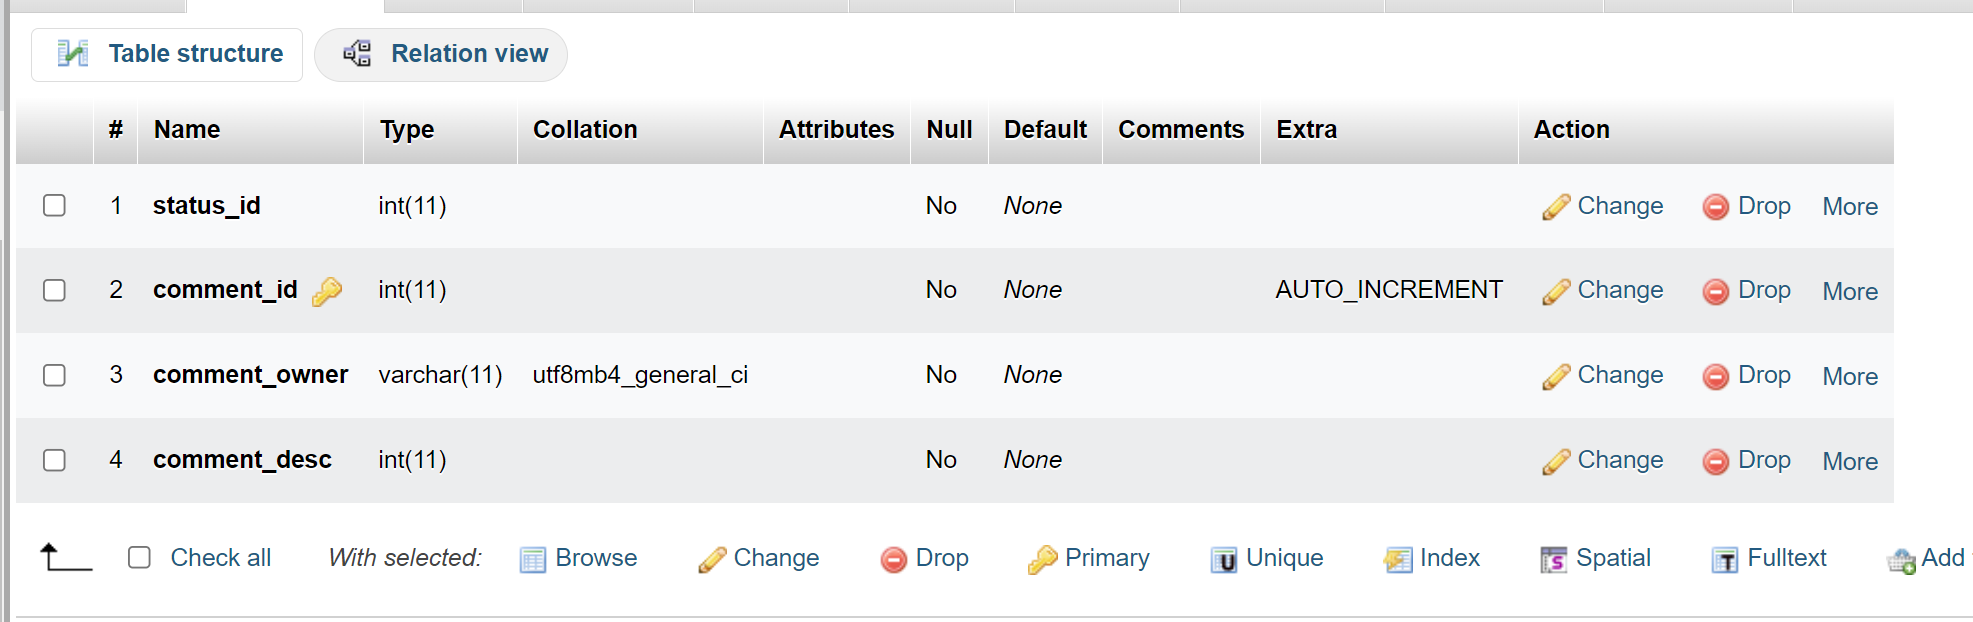 Table structure Relation view
# Name Type Collation Attributes Null Default Comments Extra Action
1 status_id int(11) No None Change Drop More
2 comment_id int(11) No None AUTO_INCREMENT Change Drop More
3 comment_owner varchar(11) utf8mb4_general_ci No None Change Drop More
4 comment_desc int(11) No None Change Drop More
Check all With selected: Browse Change Drop Primary Unique Index Spatial Fulltext Add